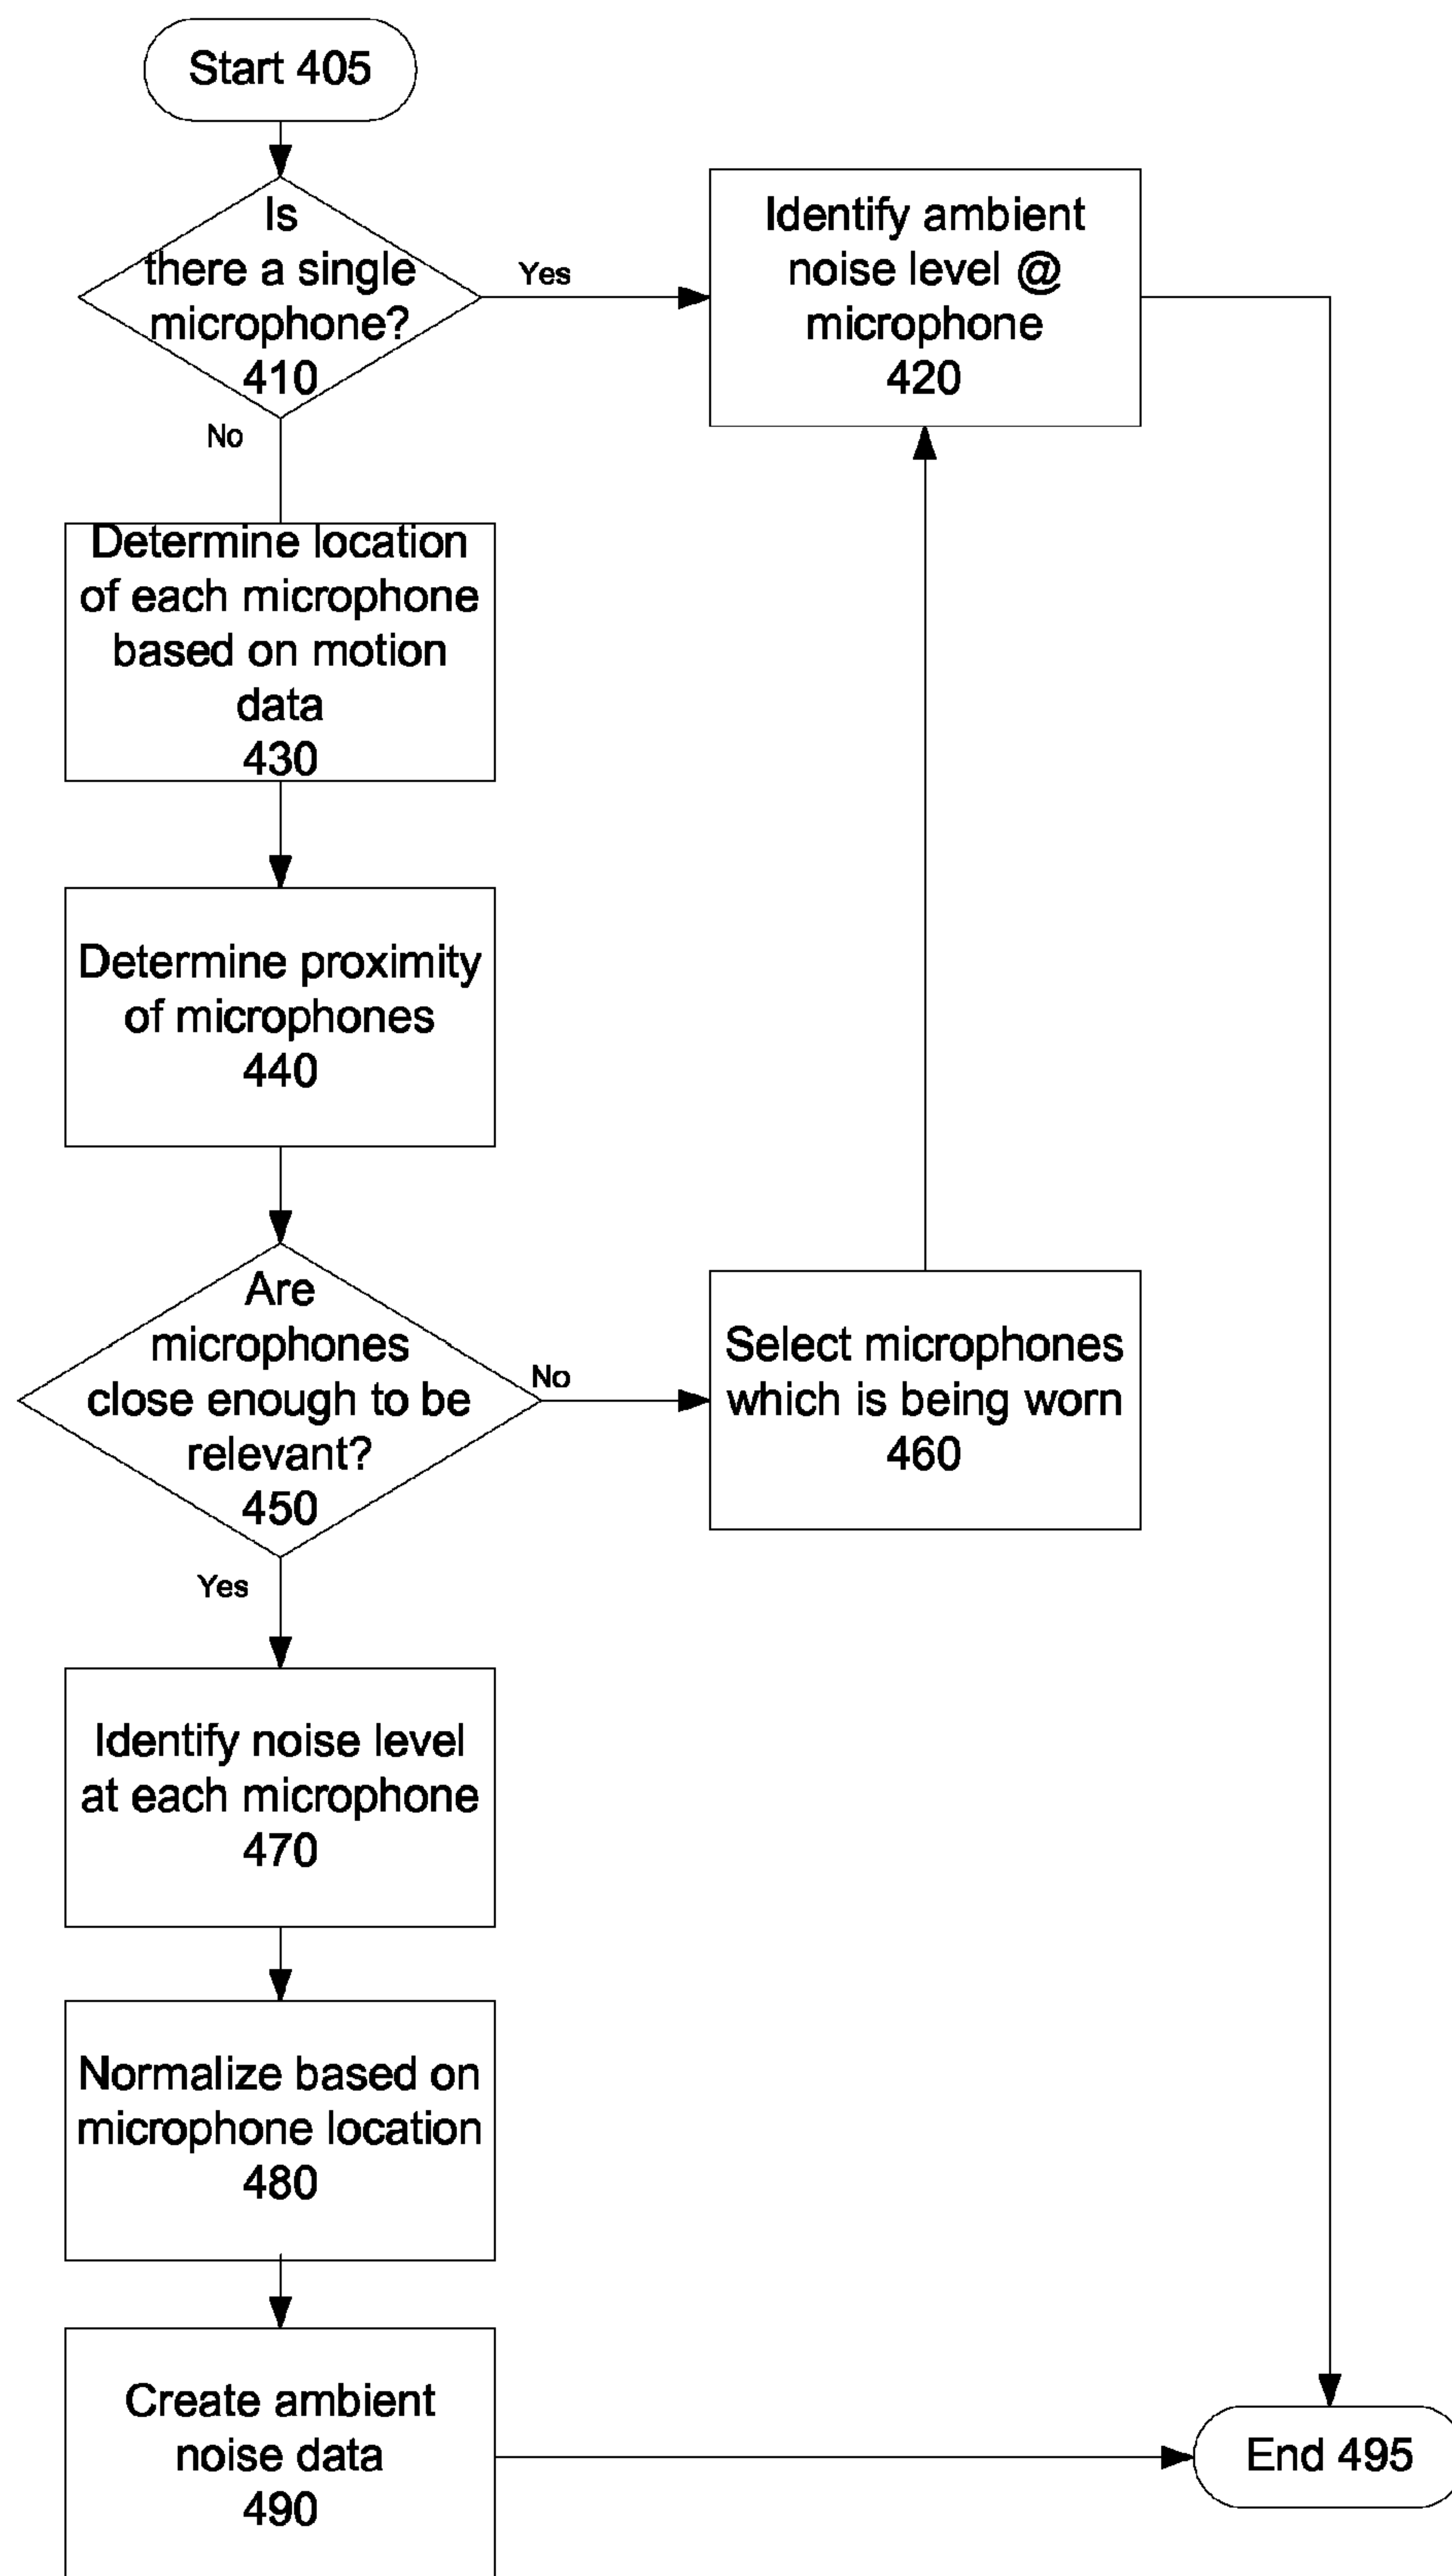 Start 405
Is
there a single
microphone?
410
Yes
Identify ambient
noise level @
microphone
420
No
Determine location
of each microphone
based on motion
data
430
Determine proximity
of microphones
440
Are
microphones
close enough to be
relevant?
450
No
Select microphones
which is being worn
460
Yes
Identify noise level
at each microphone
470
Normalize based on
microphone location
480
Create ambient
noise data
490
End 495